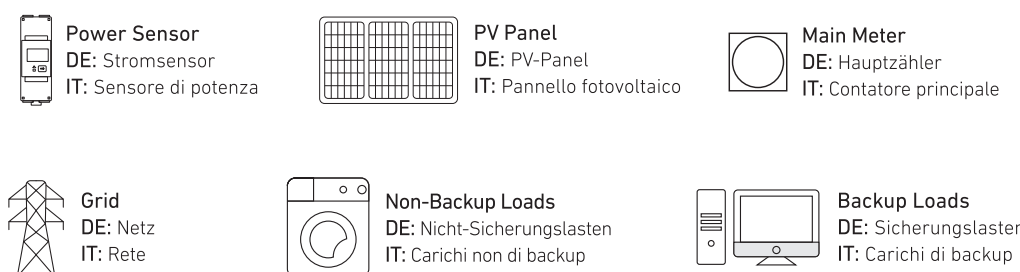 Power Sensor
DE: Stromsensor
IT: Sensore di potenza
PV Panel
DE: PV-Panel
IT: Pannello fotovoltaico
Main Meter
DE: Hauptzähler
IT: Contatore principale
Grid
DE: Netz
IT: Rete
Non-Backup Loads
DE: Nicht-Sicherungslasten
IT: Carichi non di backup
Backup Loads
DE: Sicherungslasten
IT: Carichi di backup